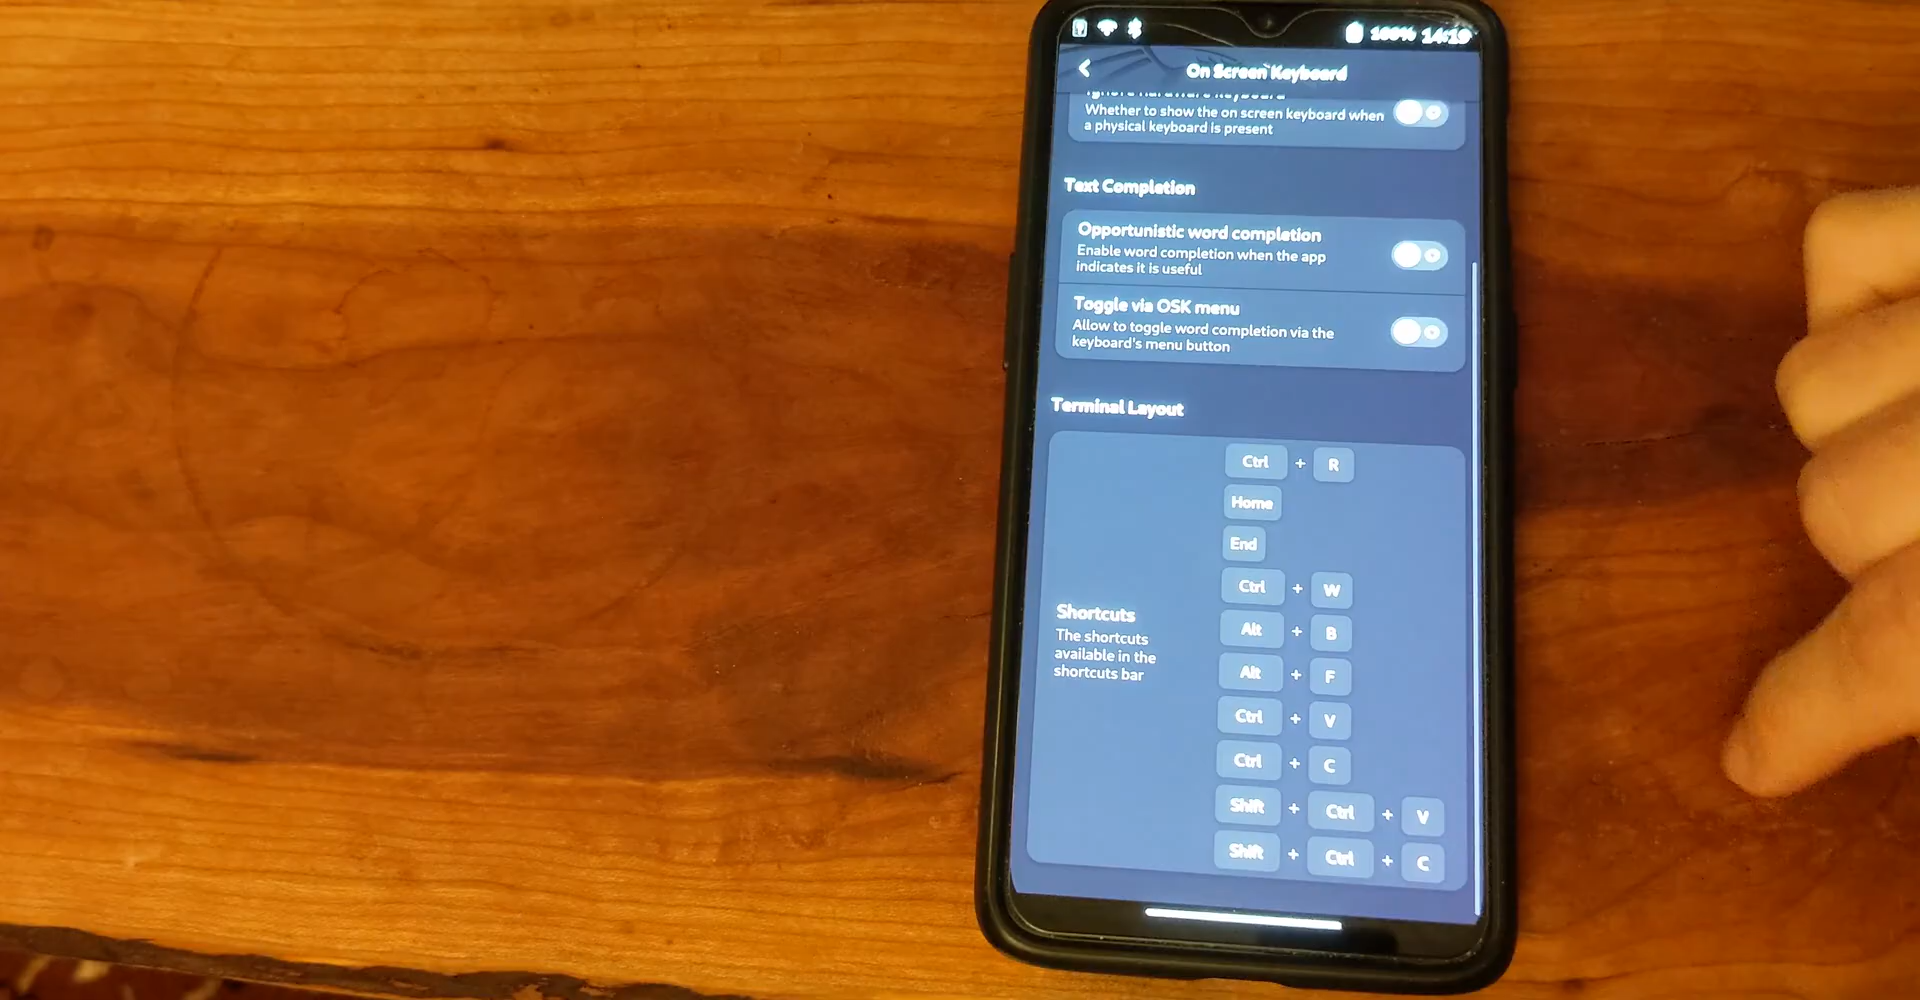 100% 14:19
On Screen Keyboard
Ignore hardware keyboard
Whether to show the on screen keyboard when
a physical keyboard is present
Text Completion
Opportunistic word completion
Enable word completion when the app
indicates it is useful
Toggle via OSK menu
Allow to toggle word completion via the
keyboard's menu button
Terminal Layout
Ctrl + R
Home
End
Ctrl + W
Alt + B
Alt + F
Ctrl + V
Ctrl + C
Shift + Ctrl + V
Shift + Ctrl + C
Shortcuts
The shortcuts
available in the
shortcuts bar